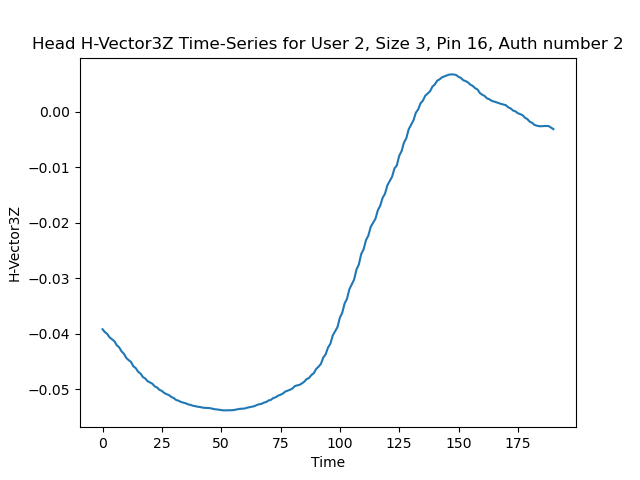 Head H-Vector3Z Time-Series for User 2, Size 3, Pin 16, Auth number 2
H-Vector3Z
0.00
−0.01
−0.02
−0.03
−0.04
−0.05
0 25 50 75 100 125 150 175
Time